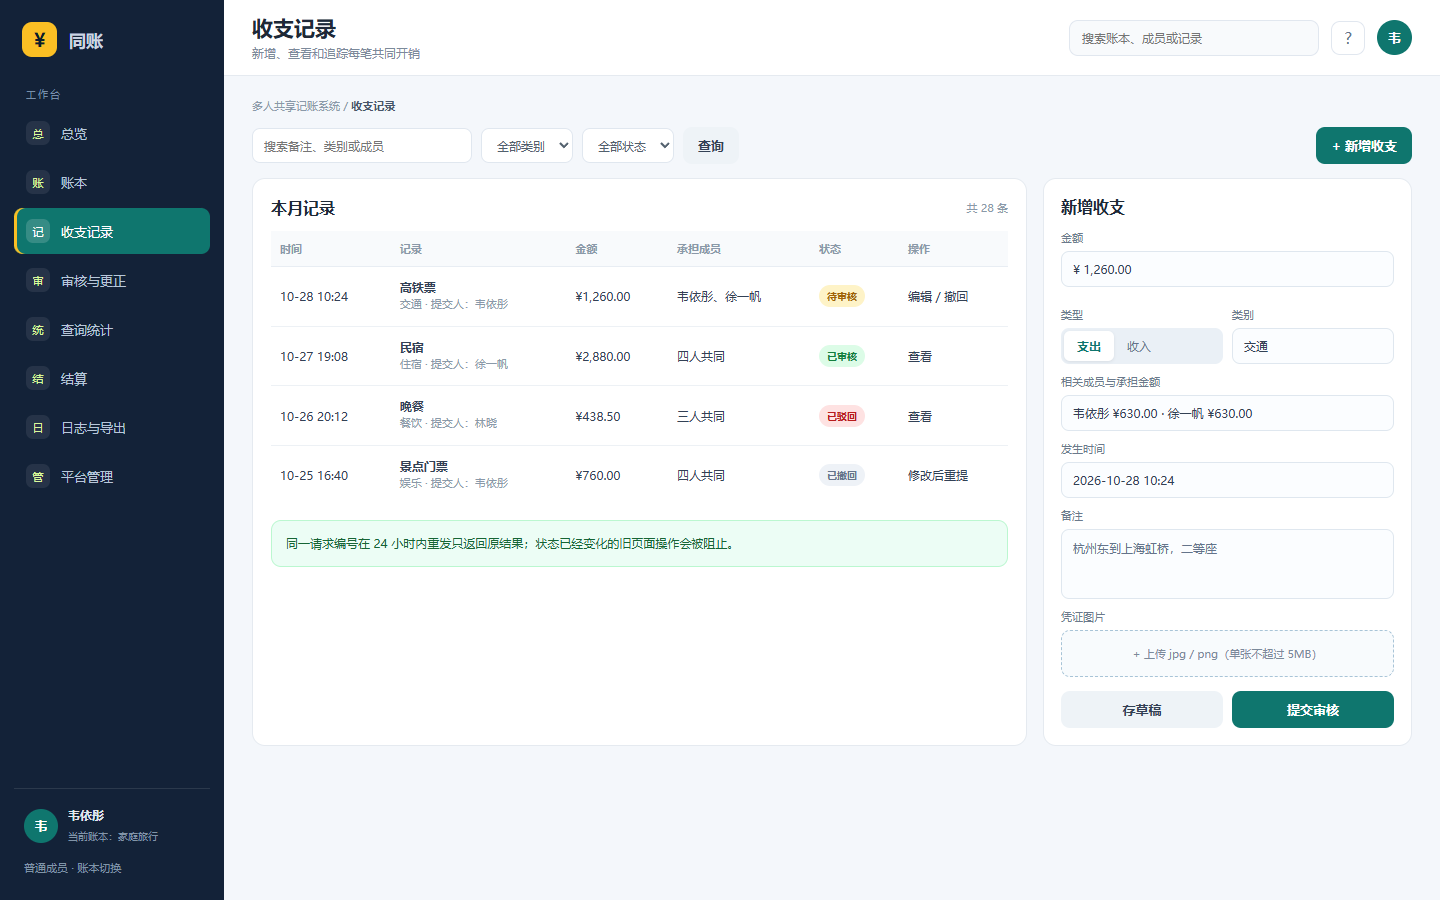 ¥ 同账
工作台
总 总览
账 账本
记 收支记录
审 审核与更正
统 查询统计
结 结算
日 日志与导出
管 平台管理
韦 韦依彤
当前账本：家庭旅行
普通成员 · 账本切换
收支记录
新增、查看和追踪每笔共同开销
搜索账本、成员或记录
?
韦
多人共享记账系统 / 收支记录
搜索备注、类别或成员
全部类别
全部状态
查询
+ 新增收支
本月记录
共 28 条
时间 记录 金额 承担成员 状态 操作
10-28 10:24 高铁票 ¥1,260.00 韦依彤、徐一帆 待审核 编辑 / 撤回
交通 · 提交人：韦依彤
10-27 19:08 民宿 ¥2,880.00 四人共同 已审核 查看
住宿 · 提交人：徐一帆
10-26 20:12 晚餐 ¥438.50 三人共同 已驳回 查看
餐饮 · 提交人：林晓
10-25 16:40 景点门票 ¥760.00 四人共同 已撤回 修改后重提
娱乐 · 提交人：韦依彤
同一请求编号在 24 小时内重发只返回原结果；状态已经变化的旧页面操作会被阻止。
新增收支
金额
¥ 1,260.00
类型 类别
支出 收入 交通
相关成员与承担金额
韦依彤 ¥630.00 · 徐一帆 ¥630.00
发生时间
2026-10-28 10:24
备注
杭州东到上海虹桥，二等座
凭证图片
+ 上传 jpg / png（单张不超过 5MB）
存草稿 提交审核